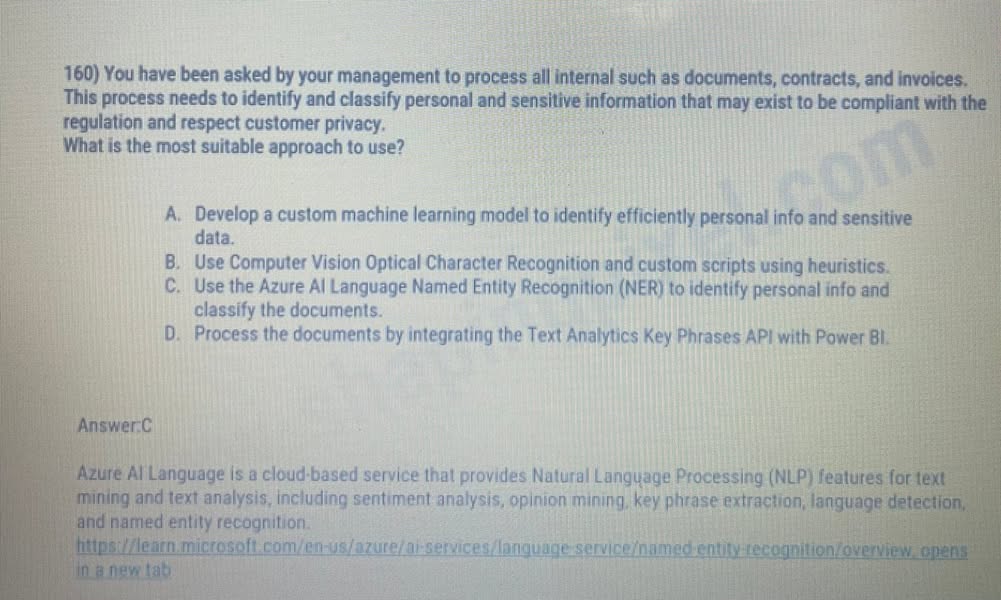 160) You have been asked by your management to process all internal such as documents, contracts, and invoices.
This process needs to identify and classify personal and sensitive information that may exist to be compliant with the
regulation and respect customer privacy.
What is the most suitable approach to use?
A. Develop a custom machine learning model to identify efficiently personal info and sensitive
data.
B. Use Computer Vision Optical Character Recognition and custom scripts using heuristics.
C. Use the Azure AI Language Named Entity Recognition (NER) to identify personal info and
classify the documents.
D. Process the documents by integrating the Text Analytics Key Phrases API with Power BI.
Answer:C
Azure AI Language is a cloud-based service that provides Natural Language Processing (NLP) features for text
mining and text analysis, including sentiment analysis, opinion mining, key phrase extraction, language detection,
and named entity recognition.
https://learn.microsoft.com/en-us/azure/ai-services/language-service/named-entity-recognition/overview, opens
in a new tab